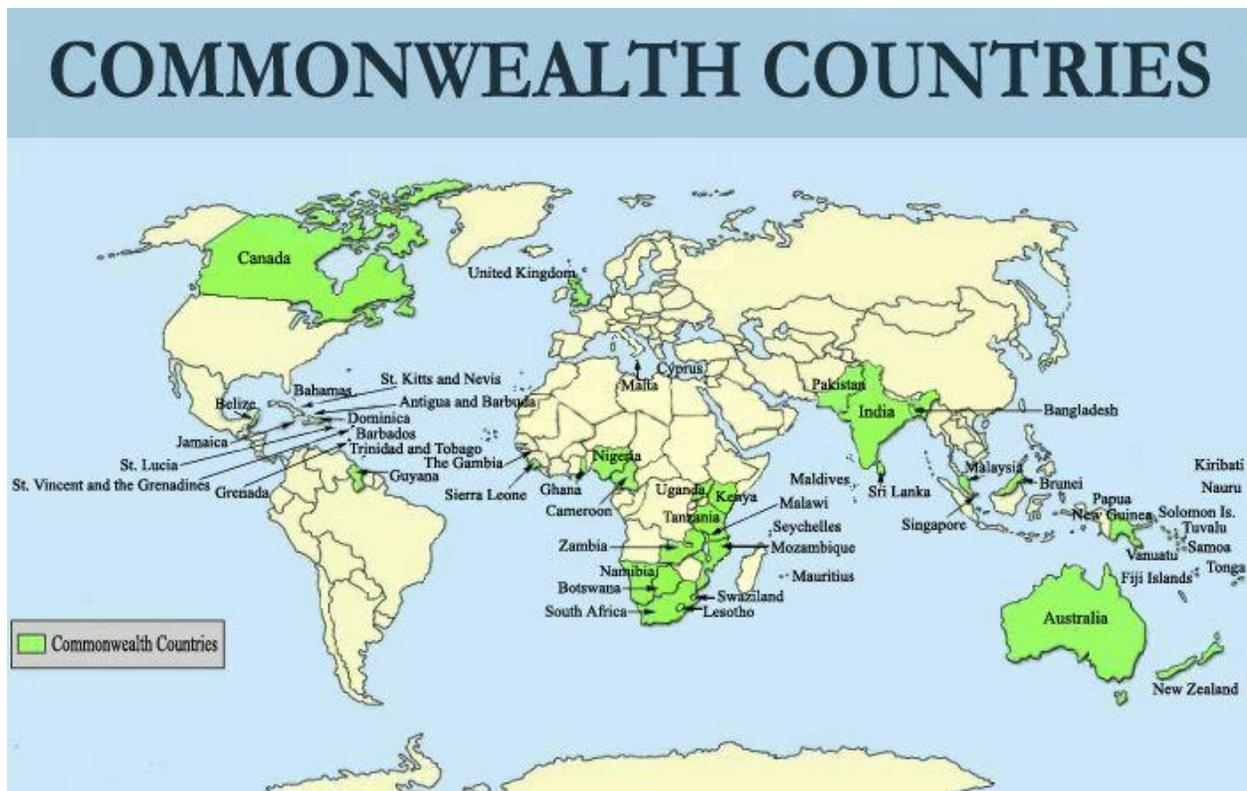 COMMONWEALTH COUNTRIES
Canada
United Kingdom
Malta
Cyprus
Bahamas
St. Kitts and Nevis
Belize
Antigua and Barbuda
Dominica
Jamaica
Barbados
St. Lucia
Trinidad and Tobago
St. Vincent and the Grenadines
Grenada
Guyana
The Gambia
Sierra Leone
Ghana
Nigeria
Cameroon
Uganda
Kenya
Tanzania
Malawi
Seychelles
Zambia
Mozambique
Namibia
Mauritius
Botswana
Swaziland
South Africa
Lesotho
Pakistan
India
Bangladesh
Maldives
Sri Lanka
Malaysia
Brunei
Singapore
Kiribati
Nauru
Papua
New Guinea
Solomon Is.
Tuvalu
Vanuatu
Samoa
Fiji Islands
Tonga
Australia
New Zealand
Commonwealth Countries